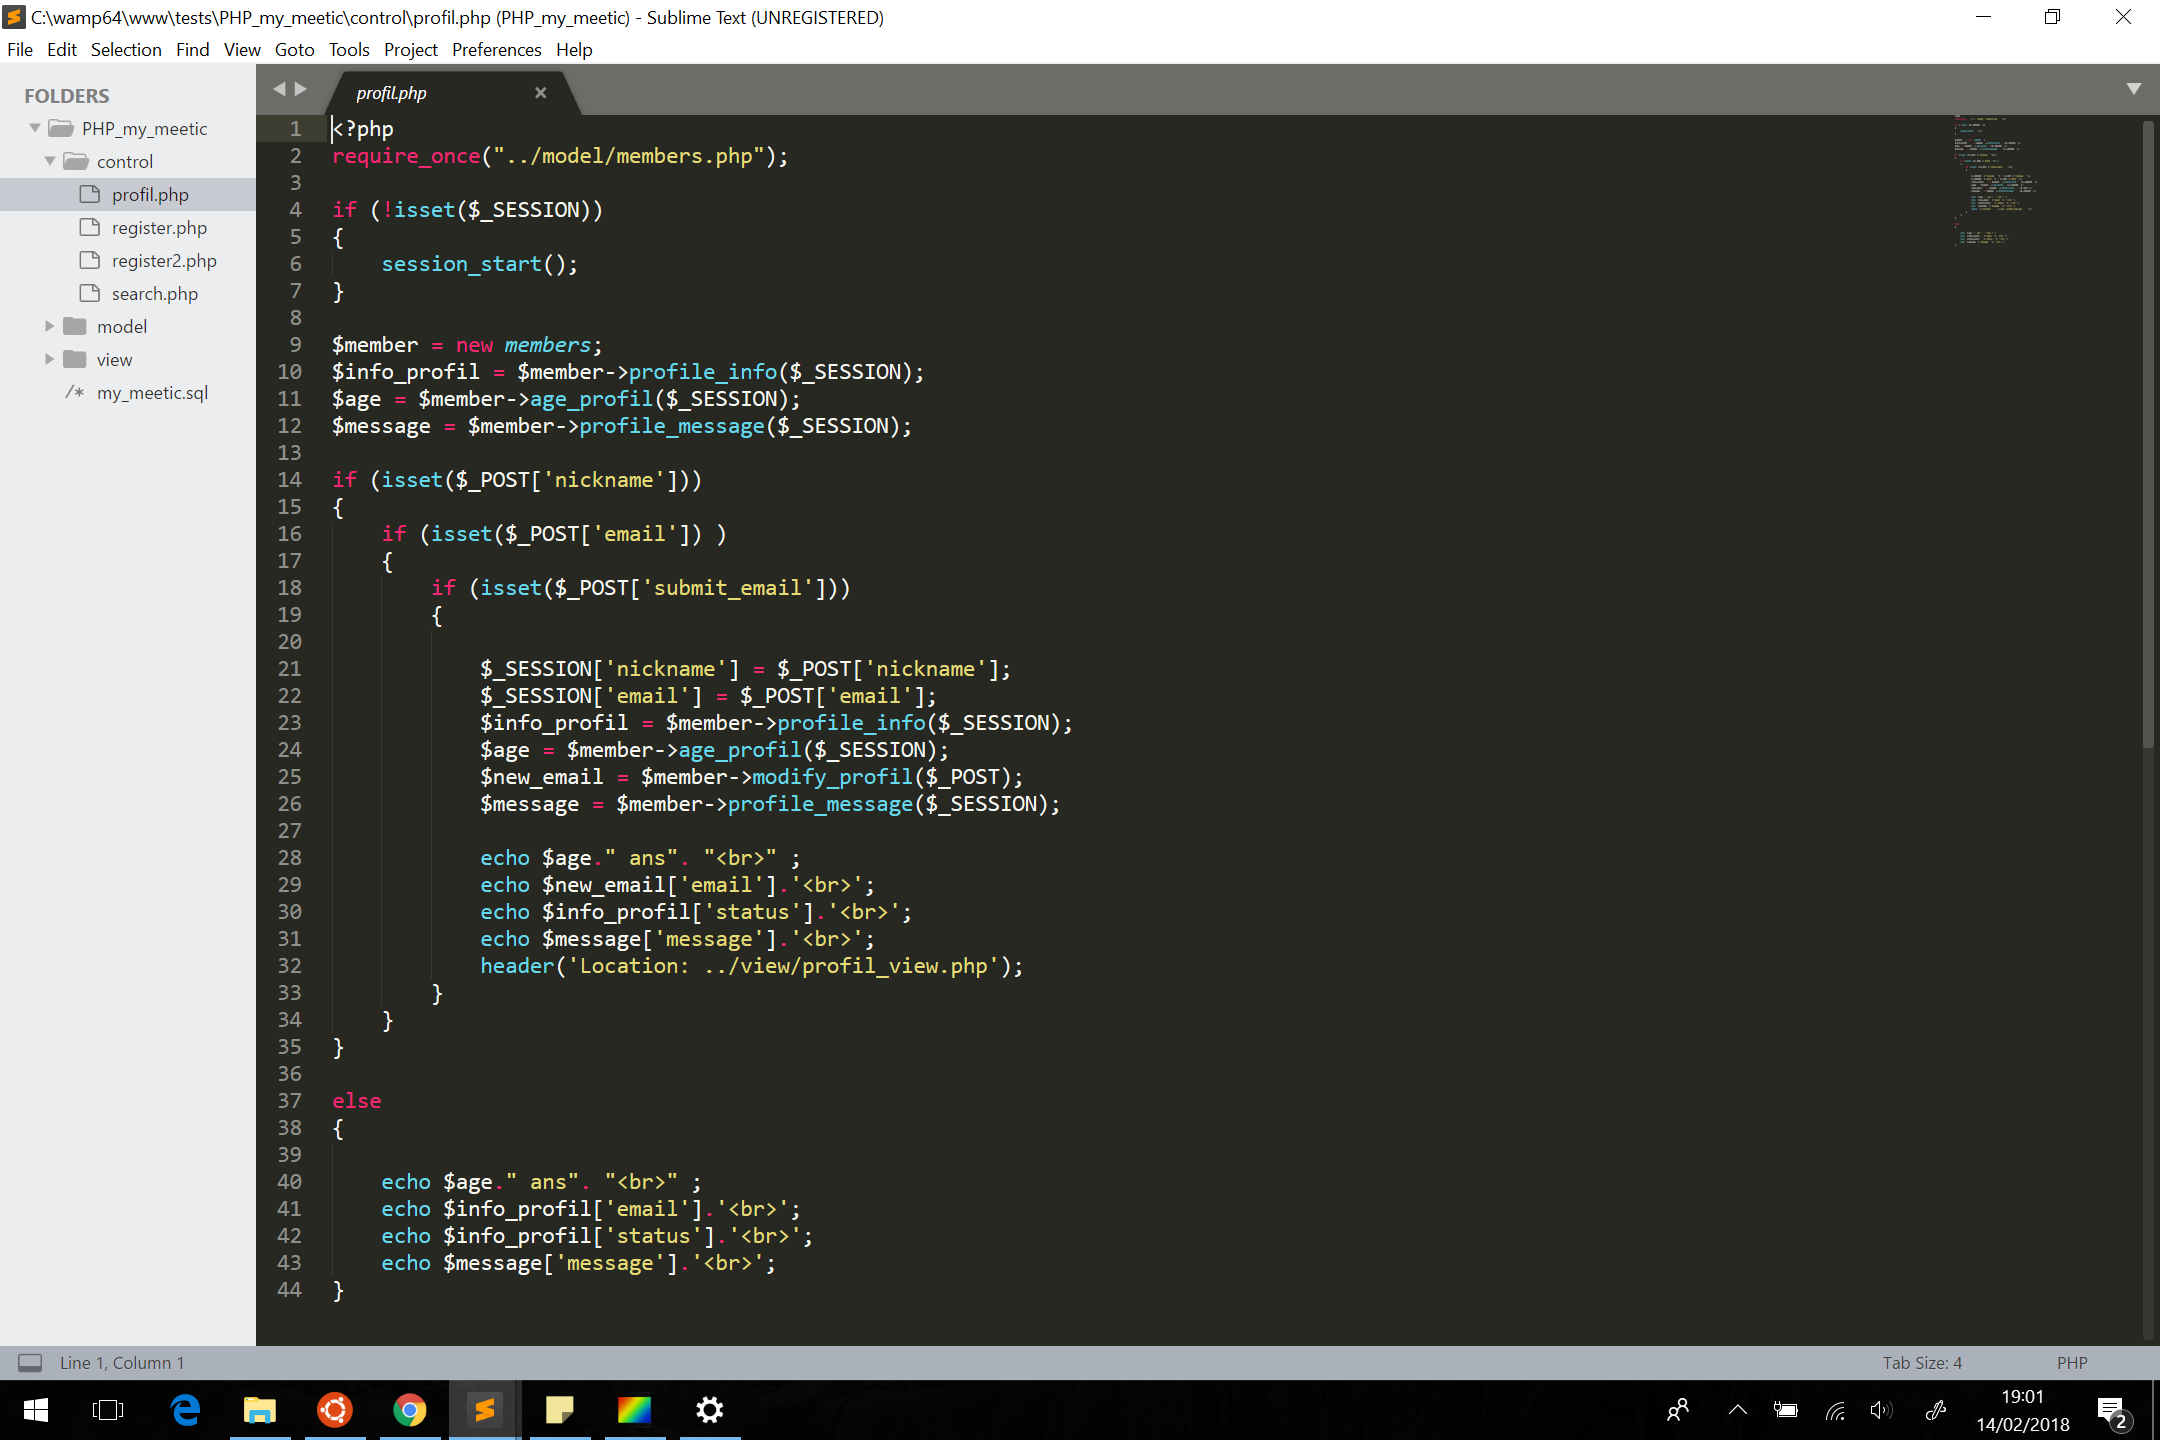 C:\wamp64\www\tests\PHP_my_meetic\control\profil.php (PHP_my_meetic) - Sublime Text (UNREGISTERED)
File Edit Selection Find View Goto Tools Project Preferences Help
FOLDERS
PHP_my_meetic
control
profil.php
register.php
register2.php
search.php
model
view
/* my_meetic.sql
profil.php ×
1 <?php
2 require_once("../model/members.php");
3
4 if (!isset($_SESSION))
5 {
6     session_start();
7 }
8
9 $member = new members;
10 $info_profil = $member->profile_info($_SESSION);
11 $age = $member->age_profil($_SESSION);
12 $message = $member->profile_message($_SESSION);
13
14 if (isset($_POST['nickname']))
15 {
16     if (isset($_POST['email']) )
17     {
18         if (isset($_POST['submit_email']))
19         {
20
21             $_SESSION['nickname'] = $_POST['nickname'];
22             $_SESSION['email'] = $_POST['email'];
23             $info_profil = $member->profile_info($_SESSION);
24             $age = $member->age_profil($_SESSION);
25             $new_email = $member->modify_profil($_POST);
26             $message = $member->profile_message($_SESSION);
27
28             echo $age." ans". "<br>" ;
29             echo $new_email['email'].'<br>';
30             echo $info_profil['status'].'<br>';
31             echo $message['message'].'<br>';
32             header('Location: ../view/profil_view.php');
33         }
34     }
35 }
36
37 else
38 {
39
40     echo $age." ans". "<br>" ;
41     echo $info_profil['email'].'<br>';
42     echo $info_profil['status'].'<br>';
43     echo $message['message'].'<br>';
44 }
Line 1, Column 1
Tab Size: 4
PHP
19:01
14/02/2018
2